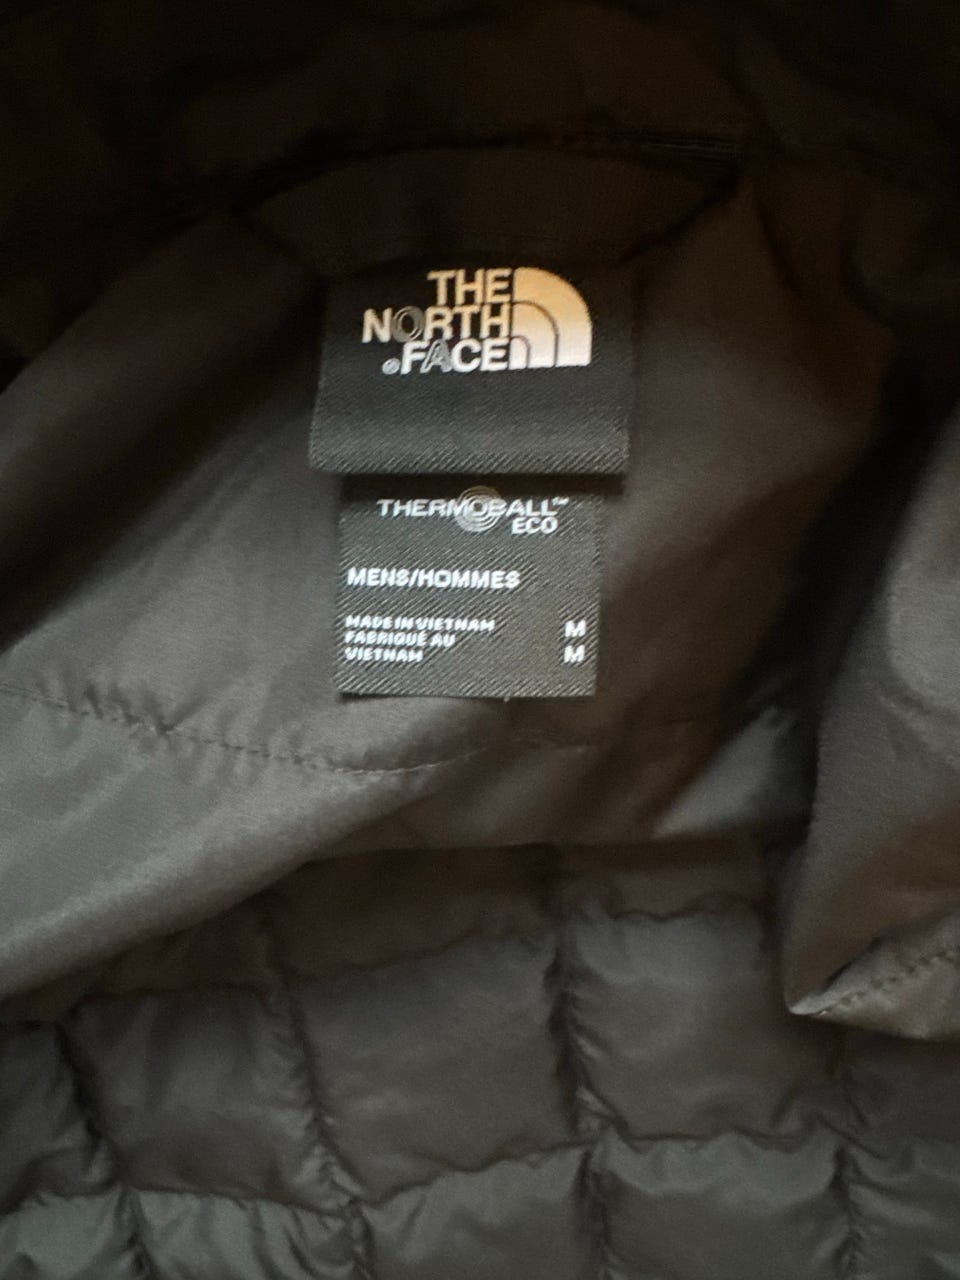 THE
NORTH
®FACE
THERMOBALL™
ECO
MENS/HOMMES
MADE IN VIETNAM M
FABRIQUÉ AU
VIETNAM M